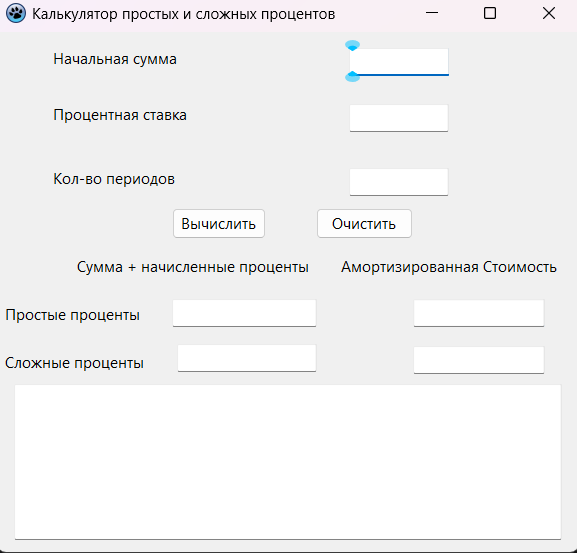 Калькулятор простых и сложных процентов
Начальная сумма
Процентная ставка
Кол-во периодов
Вычислить Очистить
Сумма + начисленные проценты Амортизированная Стоимость
Простые проценты
Сложные проценты